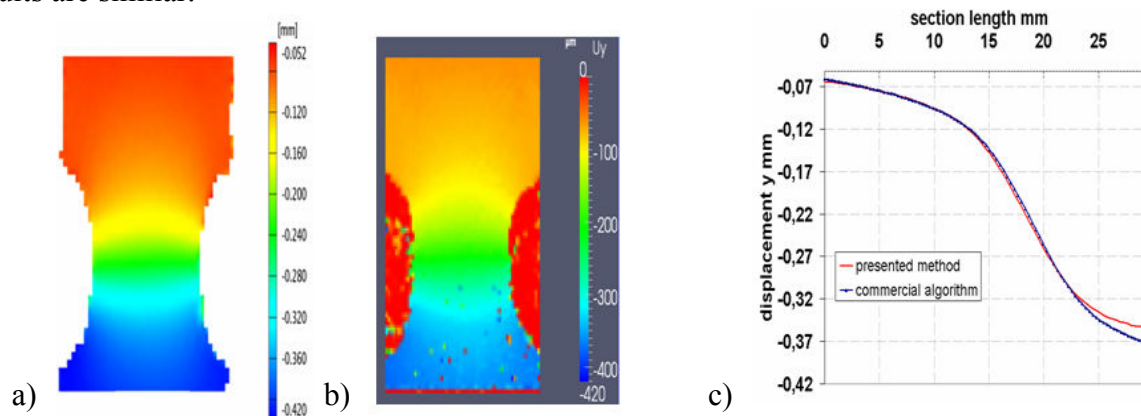 [mm]
-0.052
-0.120
-0.160
-0.200
-0.240
-0.280
-0.320
-0.360
-0.420
a)
µm Uy
0
-100
-200
-300
-400
-420
b)
section length mm
0 5 10 15 20 25
displacement y mm
-0,07
-0,12
-0,17
-0,22
-0,27
-0,32
-0,37
-0,42
presented method
commercial algorithm
c)